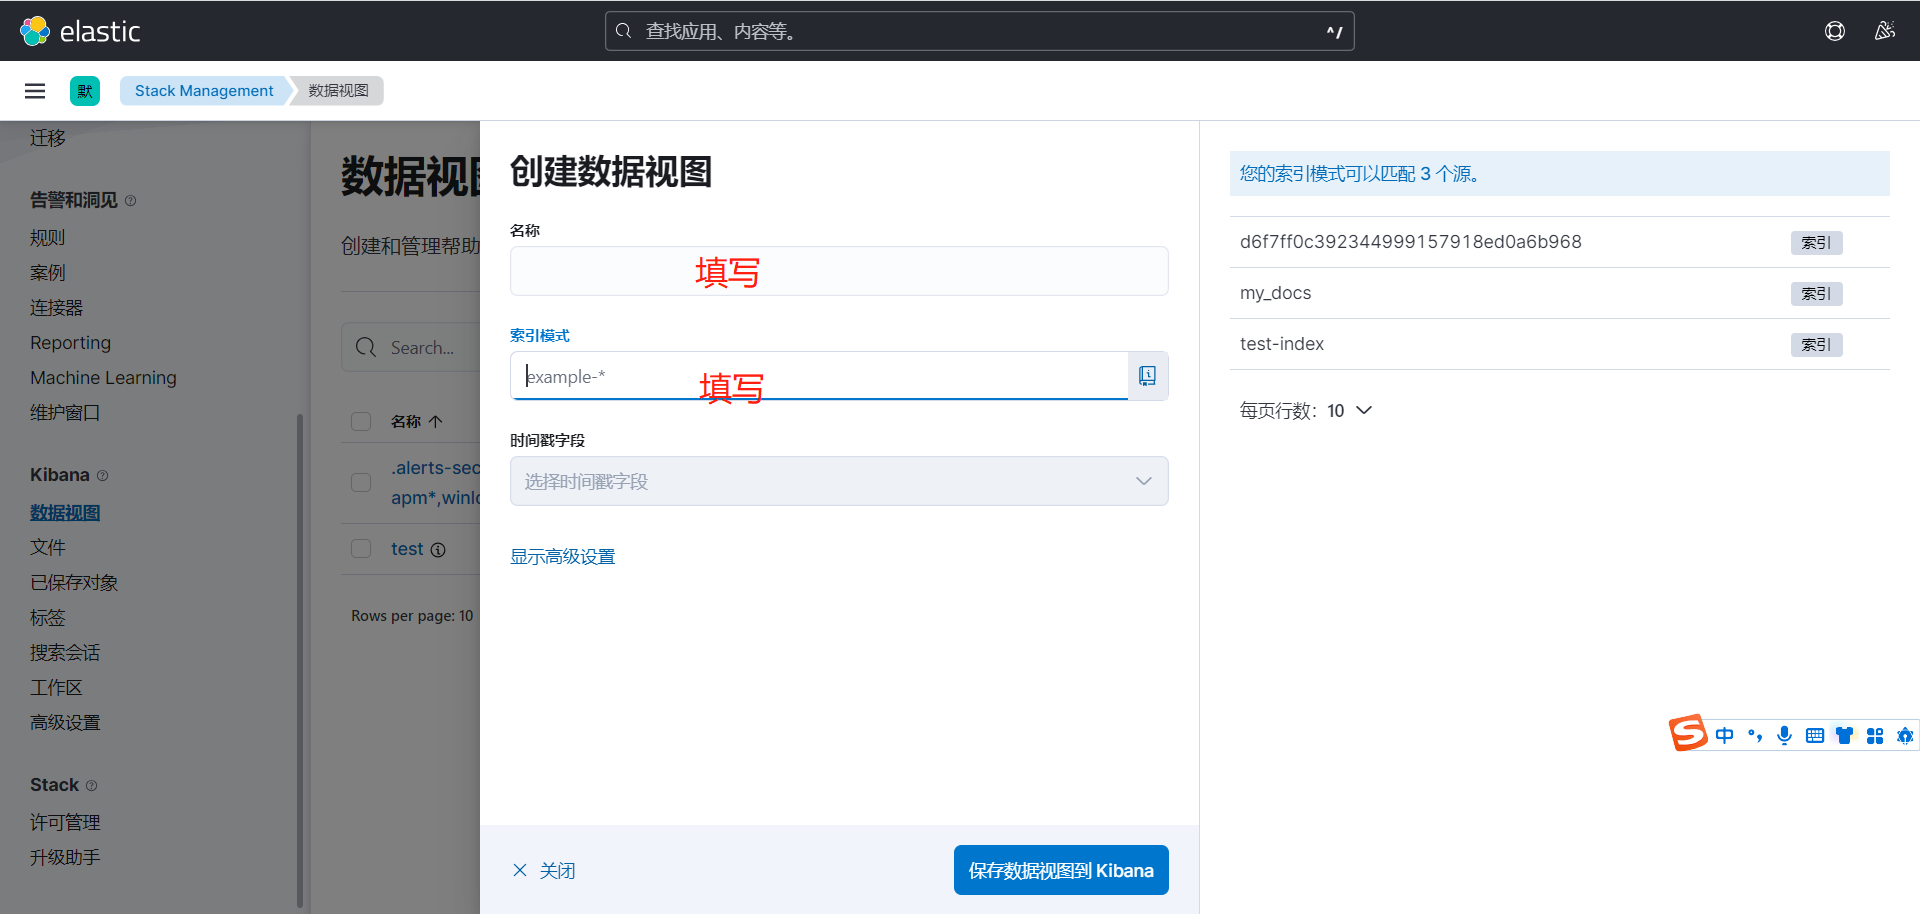 elastic
查找应用、内容等。
^/
默
Stack Management
数据视图
迁移
告警和洞见
规则
案例
连接器
Reporting
Machine Learning
维护窗口
Kibana
数据视图
文件
已保存对象
标签
搜索会话
工作区
高级设置
Stack
许可管理
升级助手
数据视图
创建和管理帮助
Search...
名称
.alerts-sec
apm*,winlo
test
Rows per page: 10
创建数据视图
名称
填写
索引模式
example-*
填写
时间戳字段
选择时间戳字段
显示高级设置
关闭
保存数据视图到 Kibana
您的索引模式可以匹配 3 个源。
d6f7ff0c392344999157918ed0a6b968 索引
my_docs 索引
test-index 索引
每页行数: 10
S 中